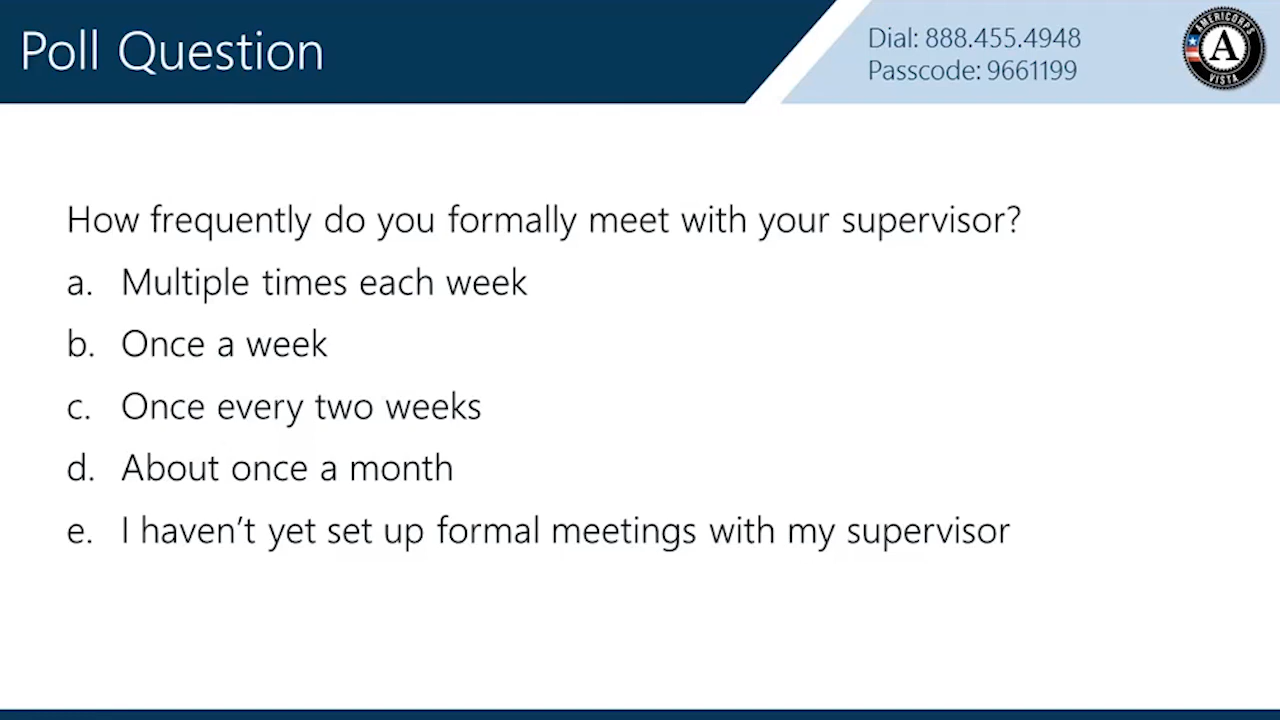 Poll Question
Dial: 888.455.4948
Passcode: 9661199
AMERICORPS
A
VISTA
How frequently do you formally meet with your supervisor?
a. Multiple times each week
b. Once a week
c. Once every two weeks
d. About once a month
e. I haven’t yet set up formal meetings with my supervisor